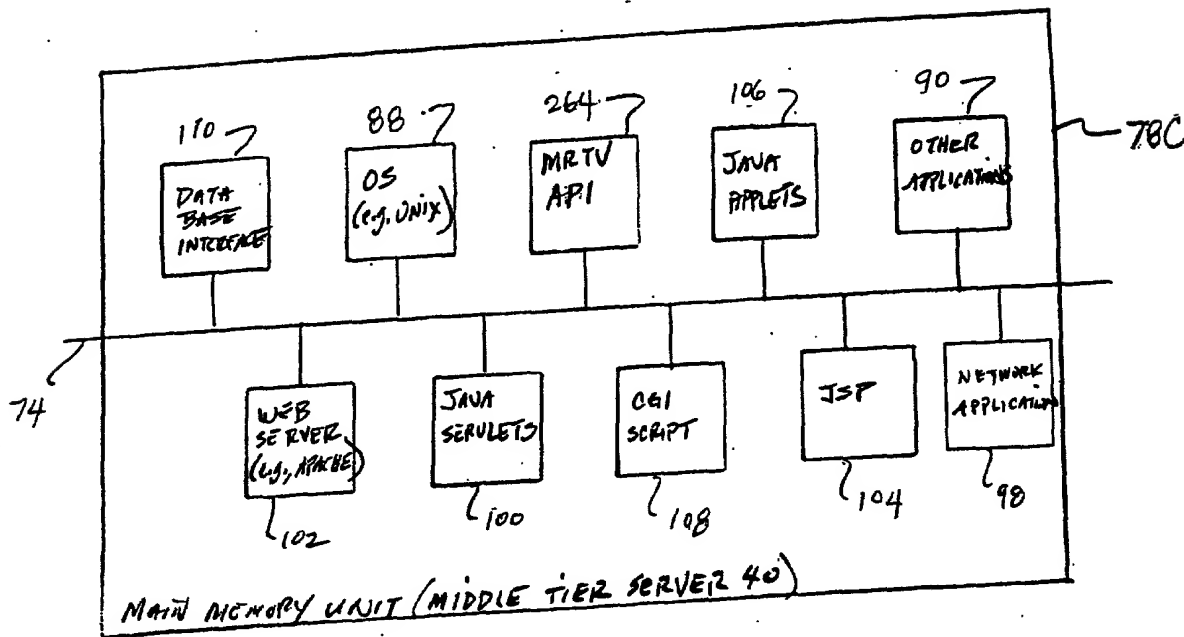 110
88
264
106
90
78C
DATA
BASE
INTERFACE
OS
(e.g. UNIX)
MRTV
API
JAVA
APPLETS
OTHER
APPLICATIONS
74
WEB
SERVER
(e.g., APACHE)
JAVA
SERVLETS
CGI
SCRIPT
JSP
NETWORK
APPLICATION
102
100
108
104
98
MAIN MEMORY UNIT (MIDDLE TIER SERVER 40)